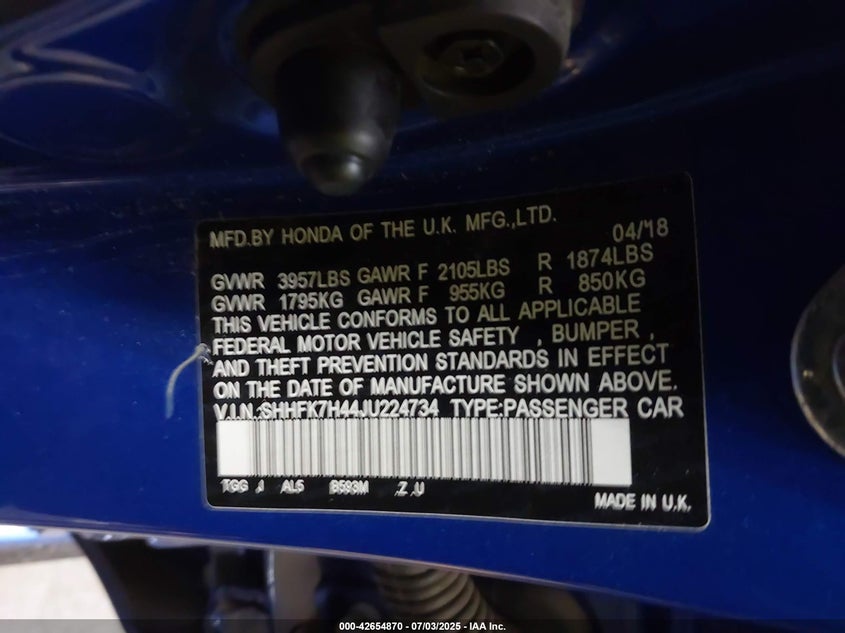 MFD.BY HONDA OF THE U.K. MFG.,LTD.
04/18
GVWR 3957LBS GAWR F 2105LBS R 1874LBS
GVWR 1795KG GAWR F 955KG R 850KG
THIS VEHICLE CONFORMS TO ALL APPLICABLE
FEDERAL MOTOR VEHICLE SAFETY , BUMPER ,
AND THEFT PREVENTION STANDARDS IN EFFECT
ON THE DATE OF MANUFACTURE SHOWN ABOVE.
V.I.N.:SHHFK7H44JU224734 TYPE:PASSENGER CAR
TGG ,J AL5 B593M ,Z ,U
MADE IN U.K.
000-42654870 - 07/03/2025 - IAA Inc.